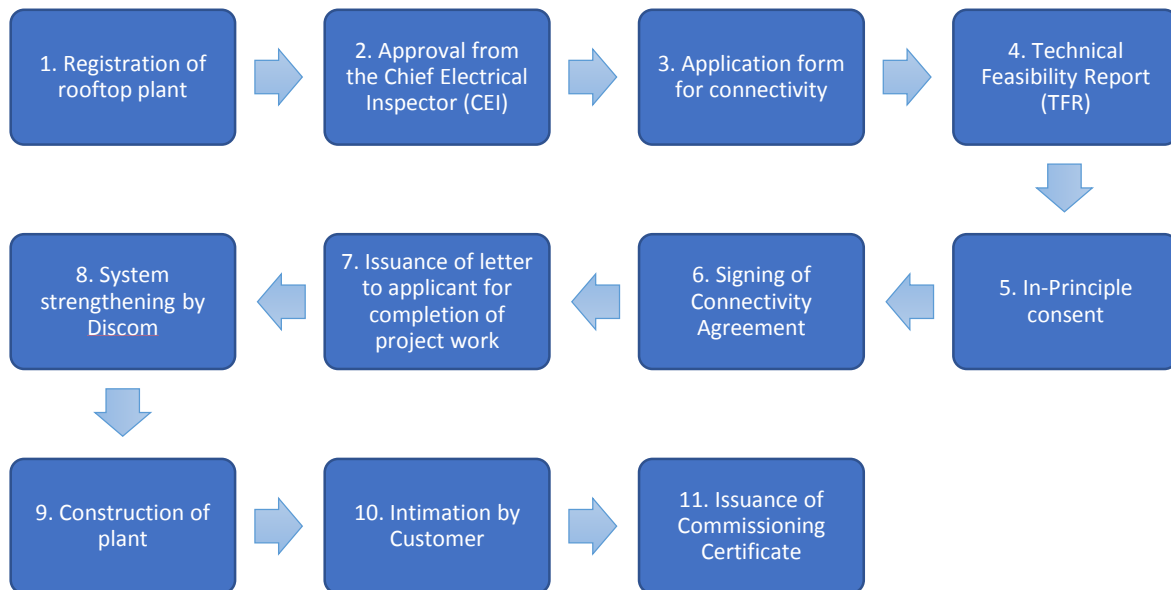 1. Registration of
rooftop plant
2. Approval from
the Chief Electrical
Inspector (CEI)
3. Application form
for connectivity
4. Technical
Feasibility Report
(TFR)
5. In-Principle
consent
6. Signing of
Connectivity
Agreement
7. Issuance of letter
to applicant for
completion of
project work
8. System
strengthening by
Discom
9. Construction of
plant
10. Intimation by
Customer
11. Issuance of
Commissioning
Certificate